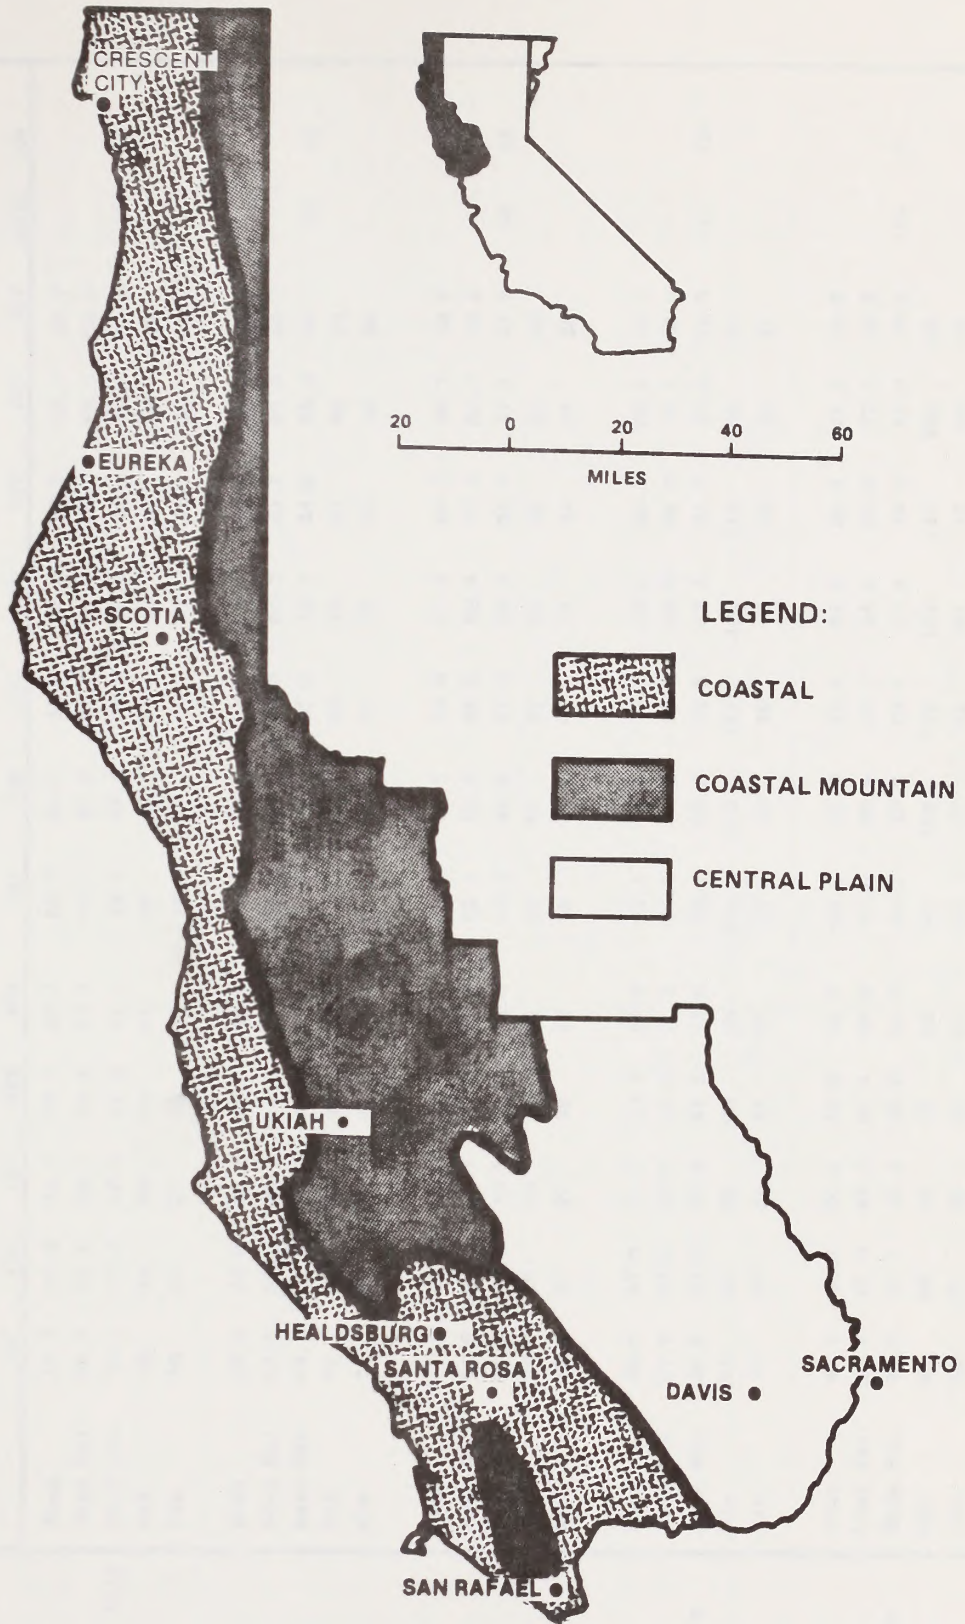 CRESCENT
CITY
20 0 20 40 60
MILES
EUREKA
SCOTIA
LEGEND:
COASTAL
COASTAL MOUNTAIN
CENTRAL PLAIN
UKIAH
HEALDSBURG
SANTA ROSA
SACRAMENTO
DAVIS
SAN RAFAEL